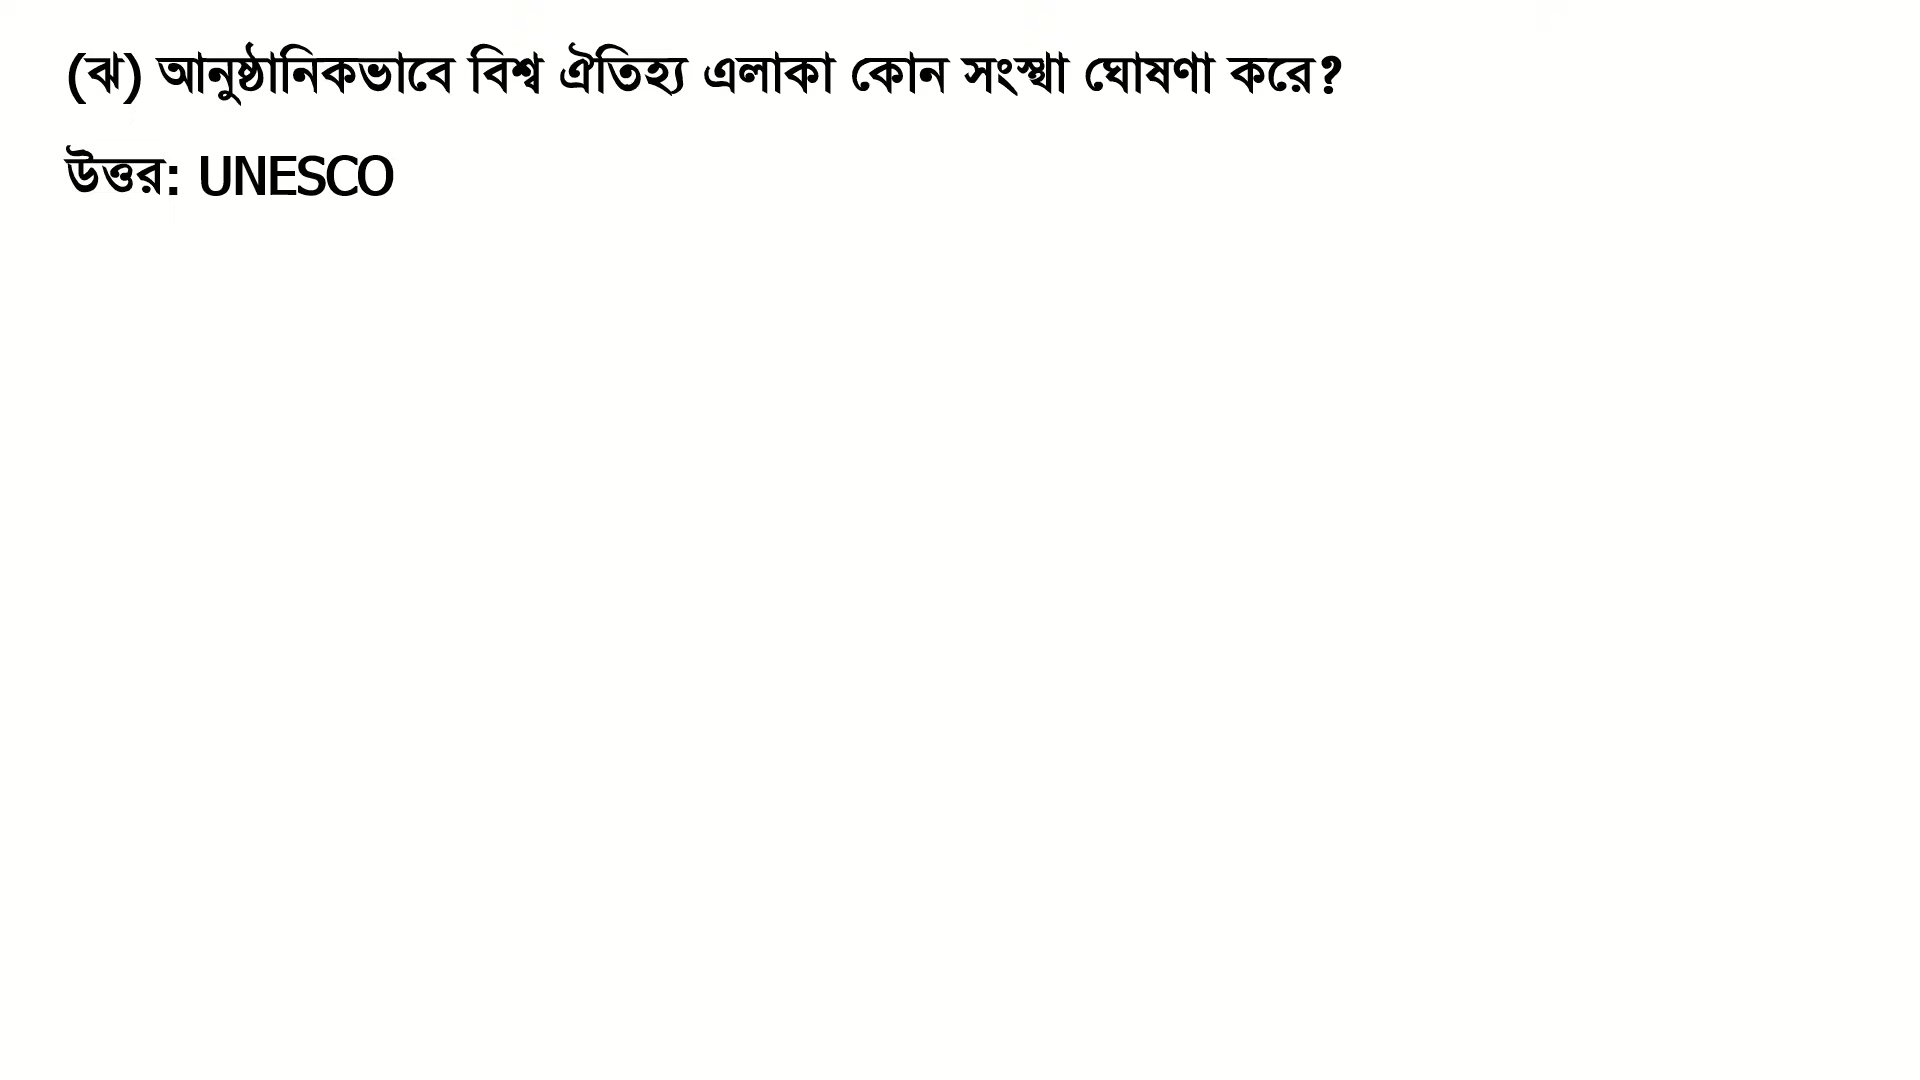 (ঝ) আনুষ্ঠানিকভাবে বিশ্ব ঐতিহ্য এলাকা কোন সংস্থা ঘোষণা করে?
উত্তর: UNESCO